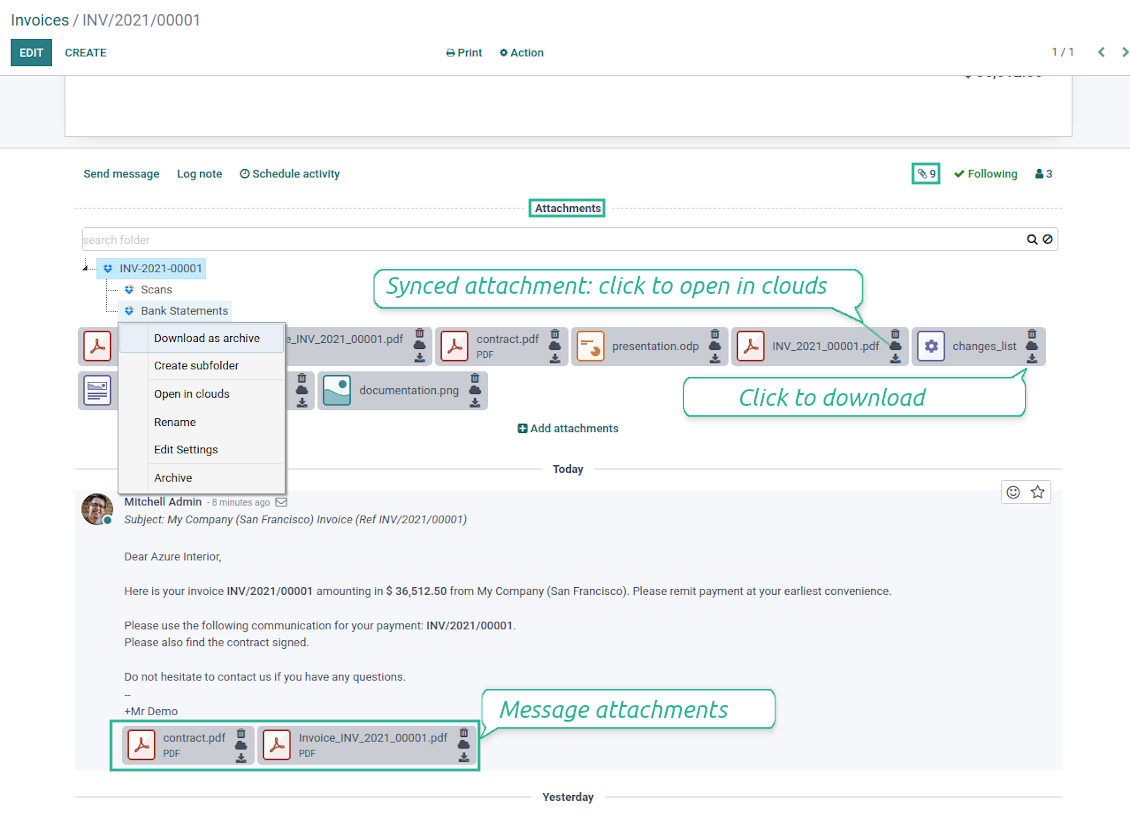 Invoices / INV/2021/00001
EDIT CREATE Print Action 1 / 1
Send message Log note Schedule activity 9 Following 3
Attachments
search folder
INV-2021-00001
Scans
Bank Statements
Synced attachment: click to open in clouds
Download as archive
Create subfolder
Open in clouds
Rename
Edit Settings
Archive
e_INV_2021_00001.pdf
contract.pdf
PDF
presentation.odp
INV_2021_00001.pdf
changes_list
documentation.png
Click to download
Add attachments
Today
Mitchell Admin - 8 minutes ago
Subject: My Company (San Francisco) Invoice (Ref INV/2021/00001)
Dear Azure Interior,
Here is your invoice INV/2021/00001 amounting in $ 36,512.50 from My Company (San Francisco). Please remit payment at your earliest convenience.
Please use the following communication for your payment: INV/2021/00001.
Please also find the contract signed.
Do not hesitate to contact us if you have any questions.
--
+Mr Demo
Message attachments
contract.pdf
PDF
Invoice_INV_2021_00001.pdf
PDF
Yesterday